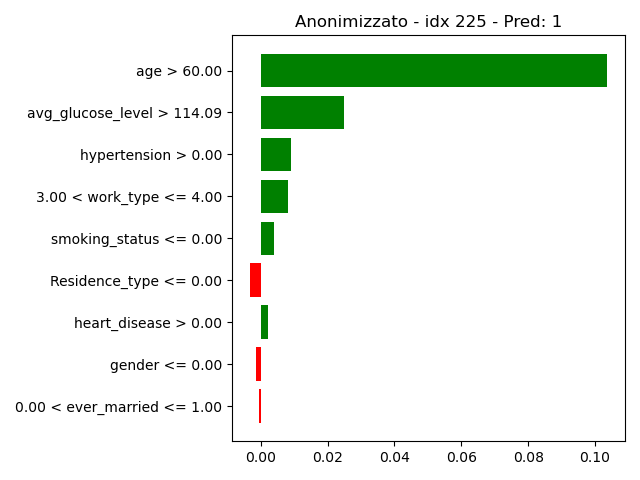 Anonimizzato - idx 225 - Pred: 1
age > 60.00
avg_glucose_level > 114.09
hypertension > 0.00
3.00 < work_type <= 4.00
smoking_status <= 0.00
Residence_type <= 0.00
heart_disease > 0.00
gender <= 0.00
0.00 < ever_married <= 1.00
0.00 0.02 0.04 0.06 0.08 0.10